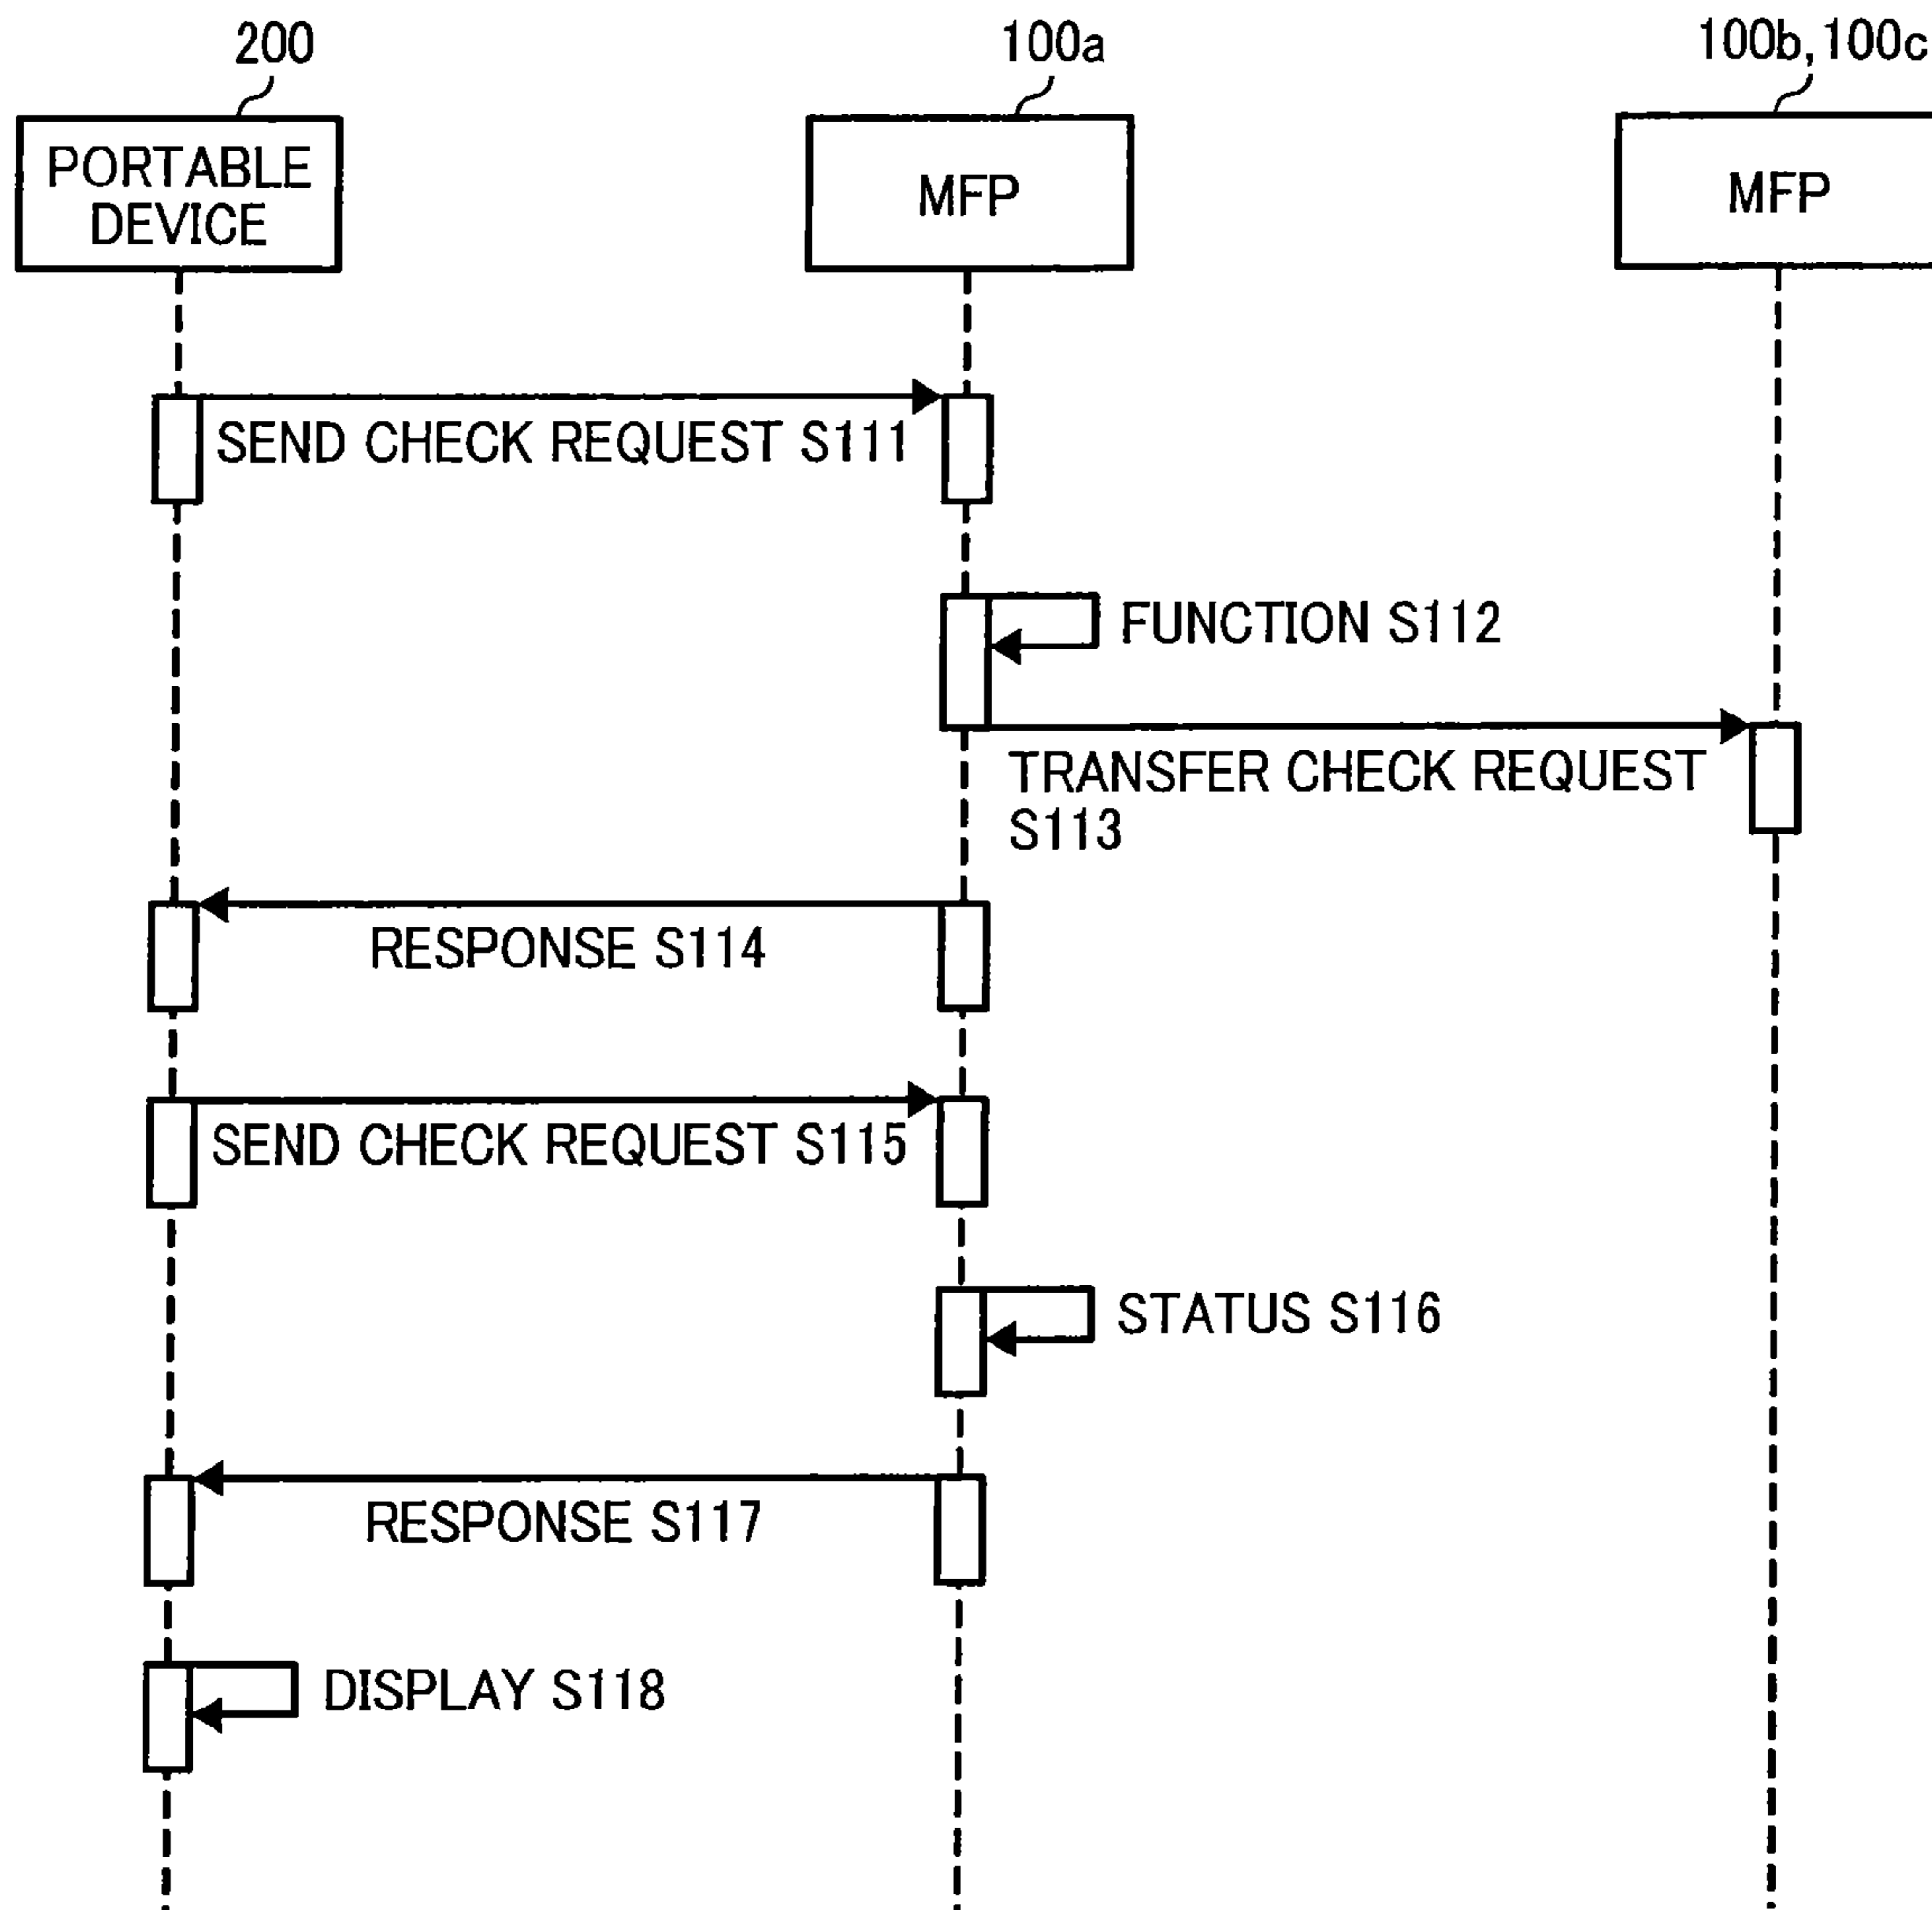 200
100a
100b,100c
PORTABLE
DEVICE
MFP
MFP
SEND CHECK REQUEST S111
FUNCTION S112
TRANSFER CHECK REQUEST
S113
RESPONSE S114
SEND CHECK REQUEST S115
STATUS S116
RESPONSE S117
DISPLAY S118